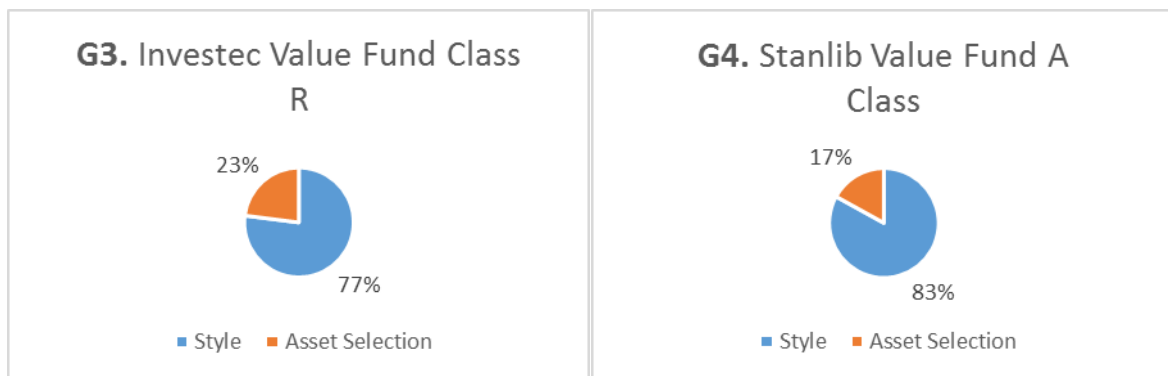 G3. Investec Value Fund Class
R
23%
77%
Style Asset Selection
G4. Stanlib Value Fund A
Class
17%
83%
Style Asset Selection